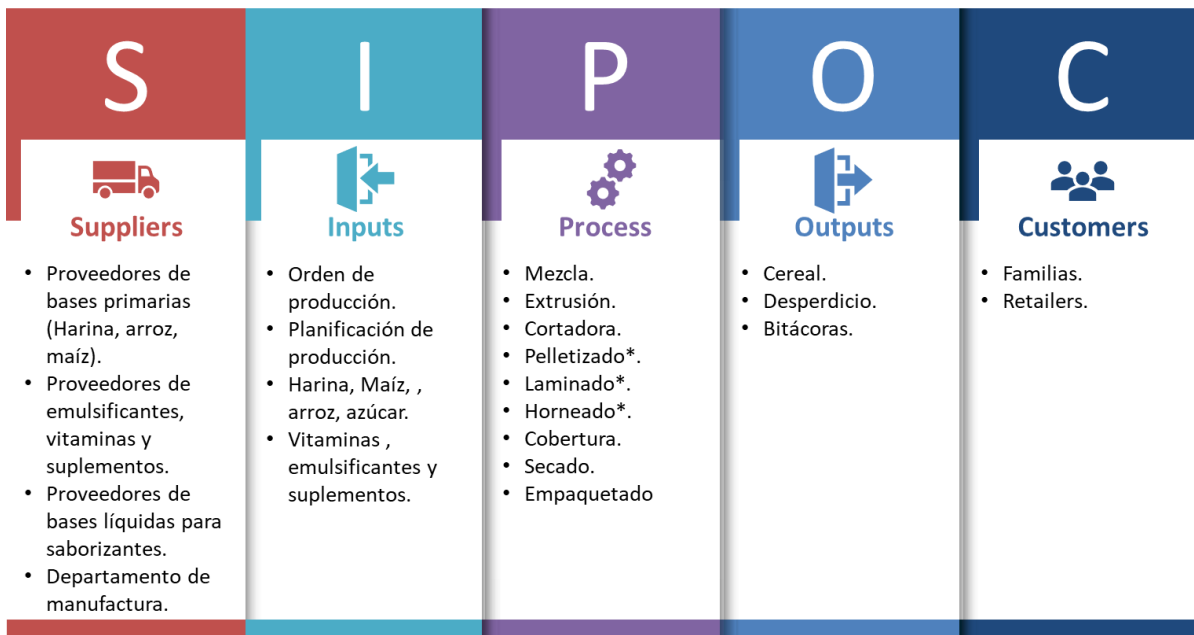 S
I
P
O
C
Suppliers
Inputs
Process
Outputs
Customers
• Proveedores de
bases primarias
(Harina, arroz,
maíz).
• Proveedores de
emulsificantes,
vitaminas y
suplementos.
• Proveedores de
bases líquidas para
saborizantes.
• Departamento de
manufactura.
• Orden de
producción.
• Planificación de
producción.
• Harina, Maíz, ,
arroz, azúcar.
• Vitaminas ,
emulsificantes y
suplementos.
• Mezcla.
• Extrusión.
• Cortadora.
• Pelletizado*.
• Laminado*.
• Horneado*.
• Cobertura.
• Secado.
• Empaquetado
• Cereal.
• Desperdicio.
• Bitácoras.
• Familias.
• Retailers.